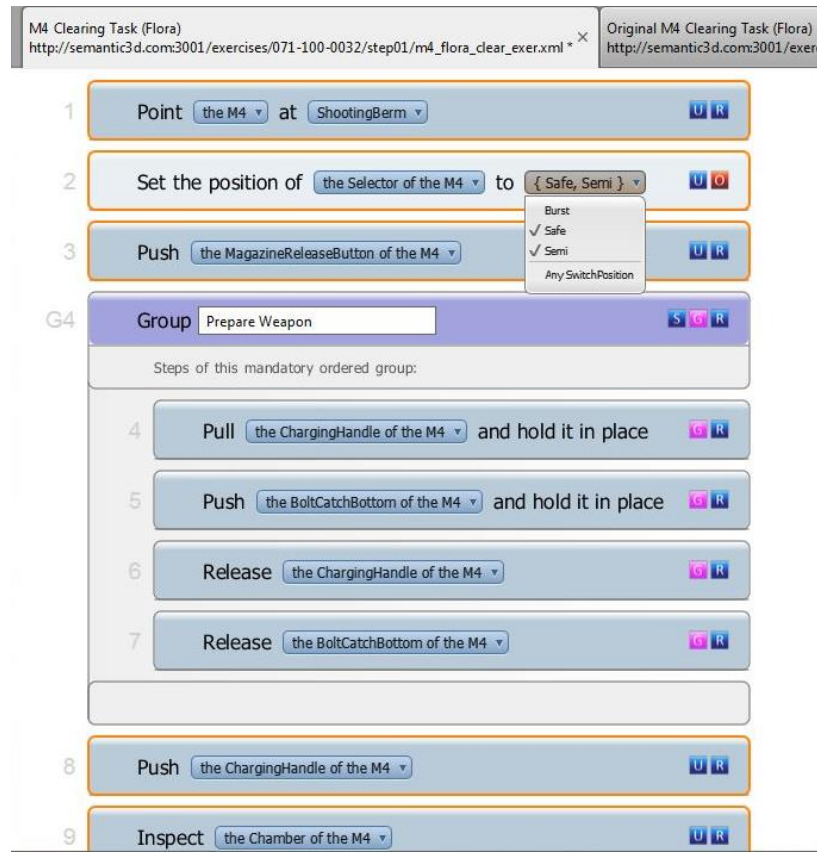 M4 Clearing Task (Flora)
http://semantic3d.com:3001/exercises/071-100-0032/step01/m4_flora_clear_exer.xml * ×
Original M4 Clearing Task (Flora)
http://semantic3d.com:3001/exer
1 Point the M4 at ShootingBerm U R
2 Set the position of the Selector of the M4 to { Safe, Semi } U O
Burst
✓ Safe
✓ Semi
Any SwitchPosition
3 Push the MagazineReleaseButton of the M4 U R
G4 Group Prepare Weapon S G R
Steps of this mandatory ordered group:
4 Pull the ChargingHandle of the M4 and hold it in place G R
5 Push the BoltCatchBottom of the M4 and hold it in place G R
6 Release the ChargingHandle of the M4 G R
7 Release the BoltCatchBottom of the M4 G R
8 Push the ChargingHandle of the M4 U R
9 Inspect the Chamber of the M4 U R